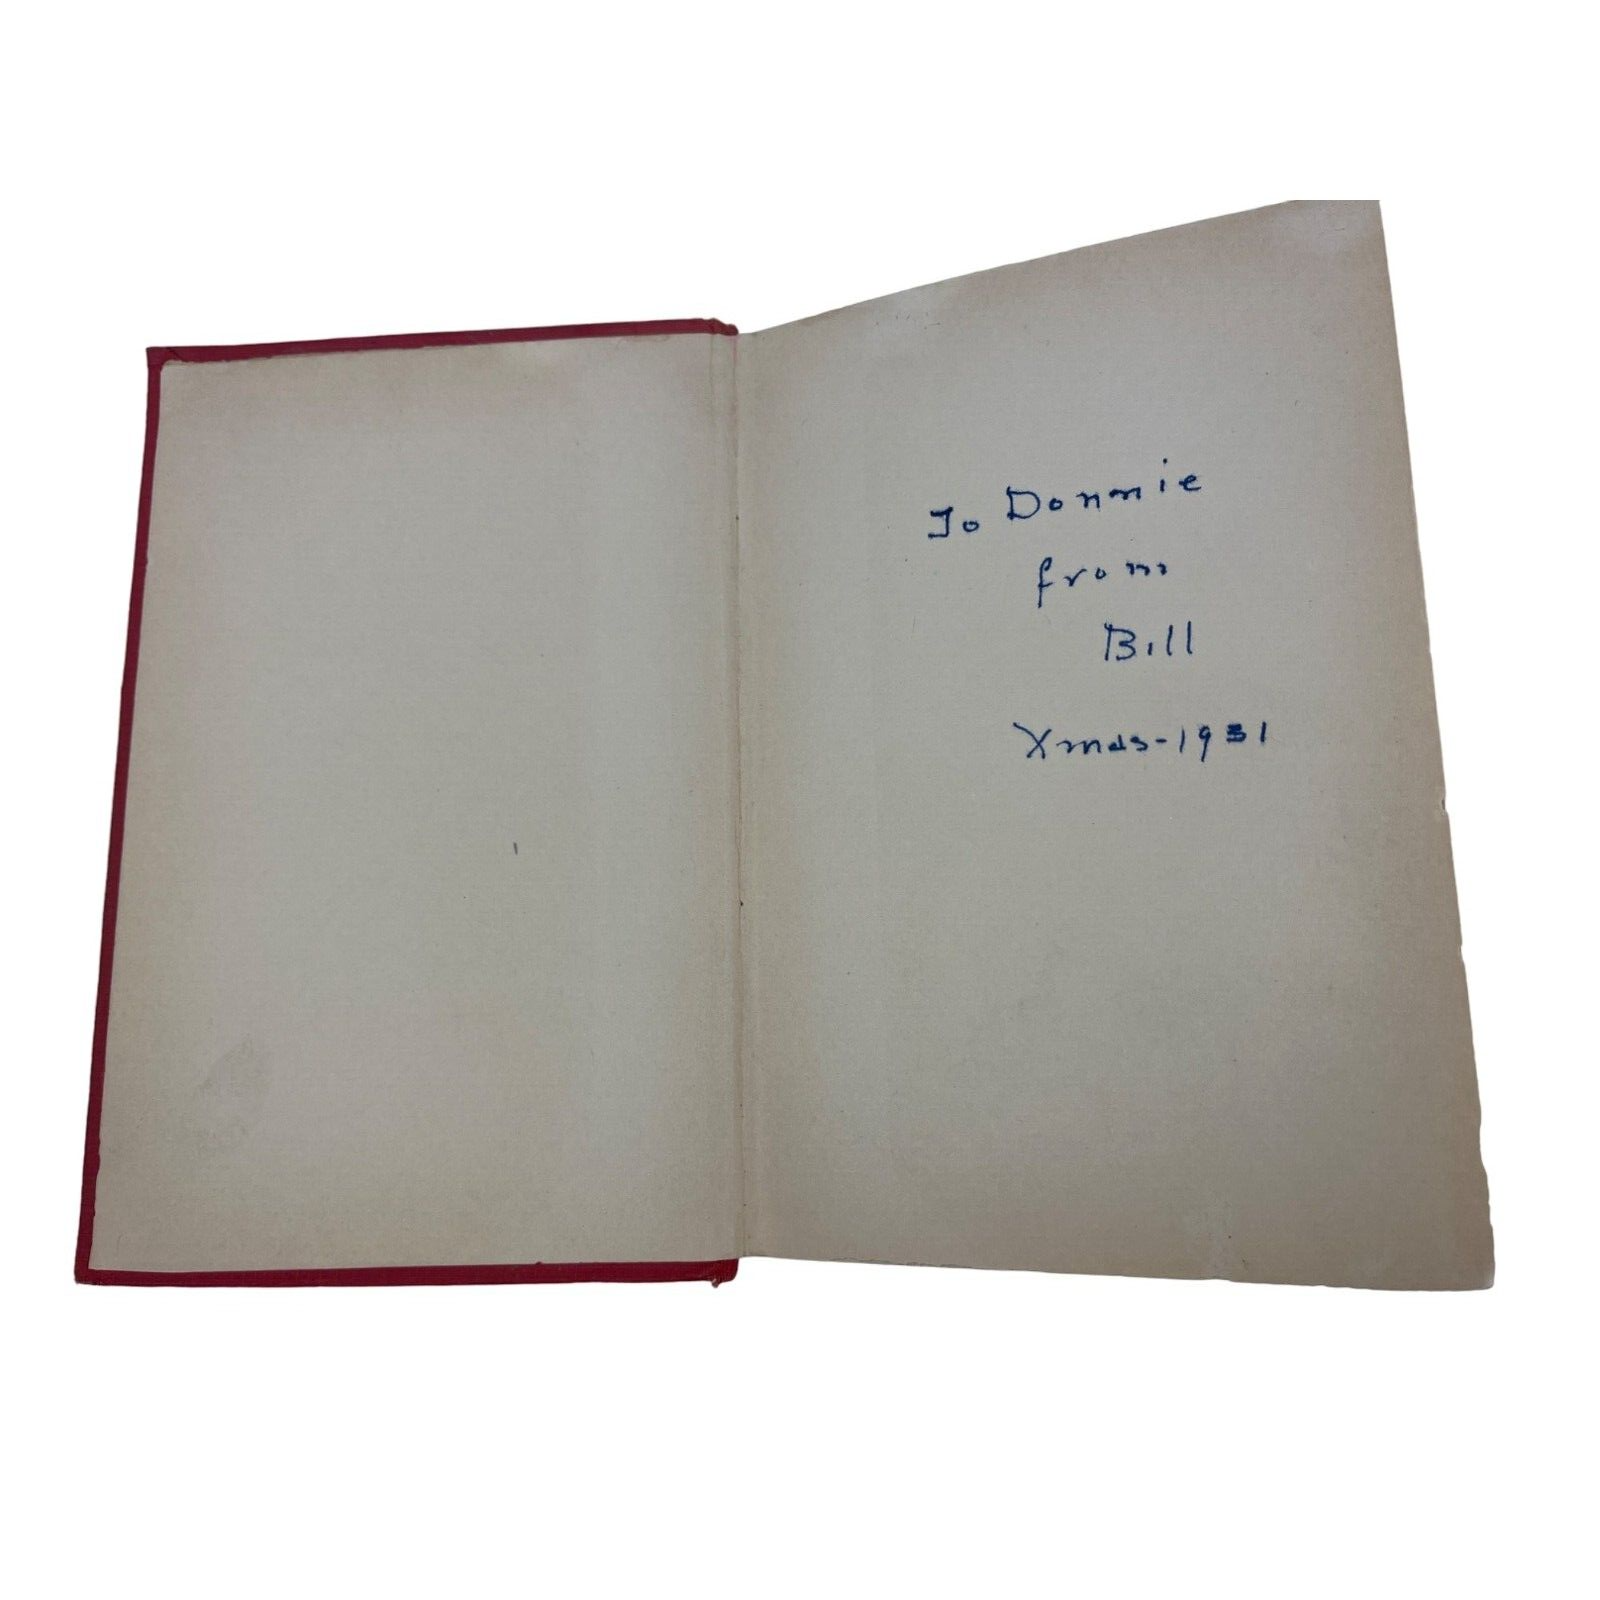 To Donnie
from
Bill
Xmas-1931